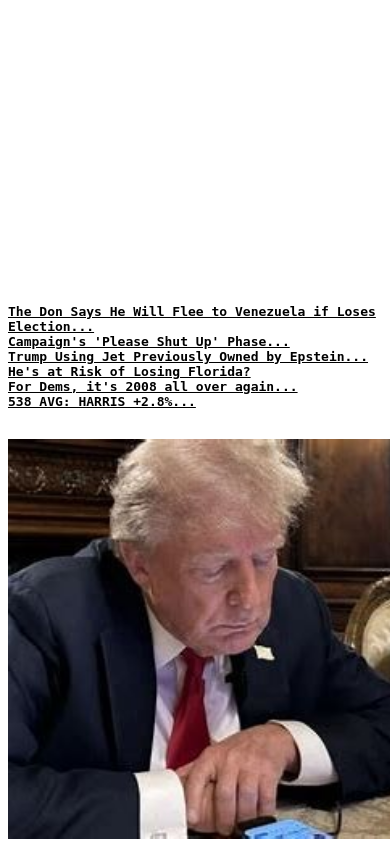 The Don Says He Will Flee to Venezuela if Loses
Election...
Campaign's 'Please Shut Up' Phase...
Trump Using Jet Previously Owned by Epstein...
He's at Risk of Losing Florida?
For Dems, it's 2008 all over again...
538 AVG: HARRIS +2.8%...